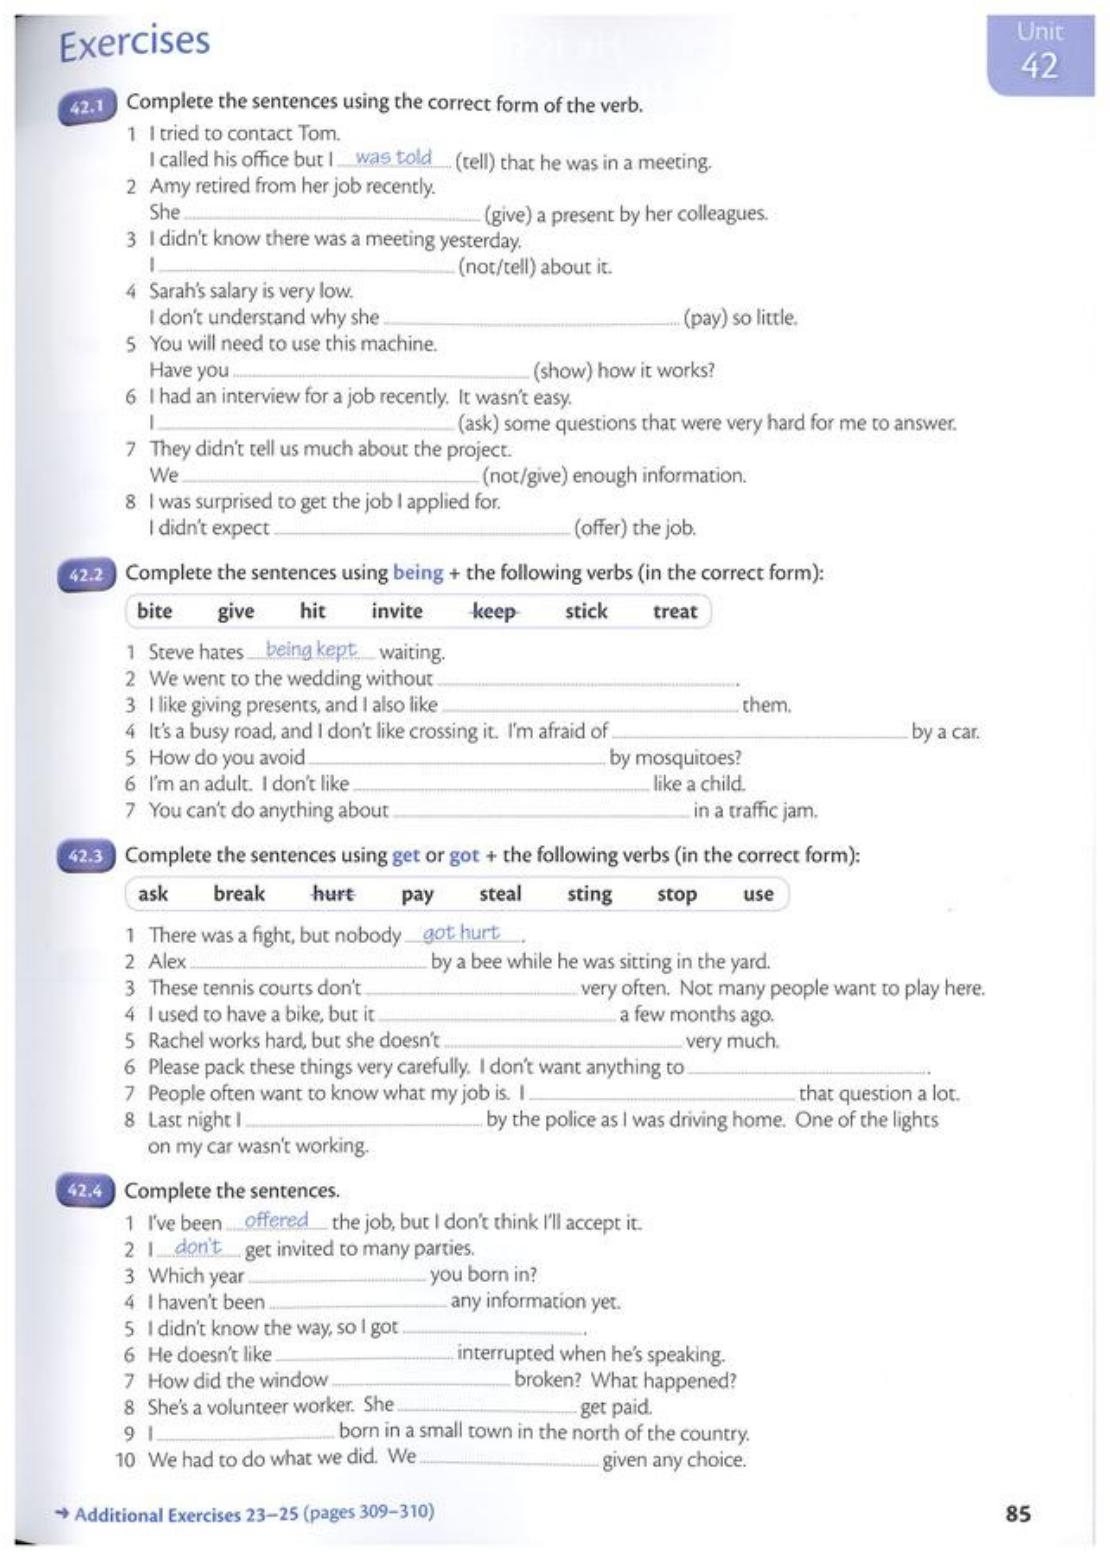 Exercises
Unit
42
42.1 Complete the sentences using the correct form of the verb.
1 I tried to contact Tom.
I called his office but I was told (tell) that he was in a meeting.
2 Amy retired from her job recently.
She (give) a present by her colleagues.
3 I didn't know there was a meeting yesterday.
I (not/tell) about it.
4 Sarah's salary is very low.
I don't understand why she (pay) so little.
5 You will need to use this machine.
Have you (show) how it works?
6 I had an interview for a job recently. It wasn't easy.
I (ask) some questions that were very hard for me to answer.
7 They didn't tell us much about the project.
We (not/give) enough information.
8 I was surprised to get the job I applied for.
I didn't expect (offer) the job.
42.2 Complete the sentences using being + the following verbs (in the correct form):
bite give hit invite keep stick treat
1 Steve hates being kept waiting.
2 We went to the wedding without .
3 I like giving presents, and I also like them.
4 It's a busy road, and I don't like crossing it. I'm afraid of by a car.
5 How do you avoid by mosquitoes?
6 I'm an adult. I don't like like a child.
7 You can't do anything about in a traffic jam.
42.3 Complete the sentences using get or got + the following verbs (in the correct form):
ask break hurt pay steal sting stop use
1 There was a fight, but nobody got hurt .
2 Alex by a bee while he was sitting in the yard.
3 These tennis courts don't very often. Not many people want to play here.
4 I used to have a bike, but it a few months ago.
5 Rachel works hard, but she doesn't very much.
6 Please pack these things very carefully. I don't want anything to .
7 People often want to know what my job is. I that question a lot.
8 Last night I by the police as I was driving home. One of the lights
on my car wasn't working.
42.4 Complete the sentences.
1 I've been offered the job, but I don't think I'll accept it.
2 I don't get invited to many parties.
3 Which year you born in?
4 I haven't been any information yet.
5 I didn't know the way, so I got .
6 He doesn't like interrupted when he's speaking.
7 How did the window broken? What happened?
8 She's a volunteer worker. She get paid.
9 I born in a small town in the north of the country.
10 We had to do what we did. We given any choice.
→ Additional Exercises 23–25 (pages 309–310)
85